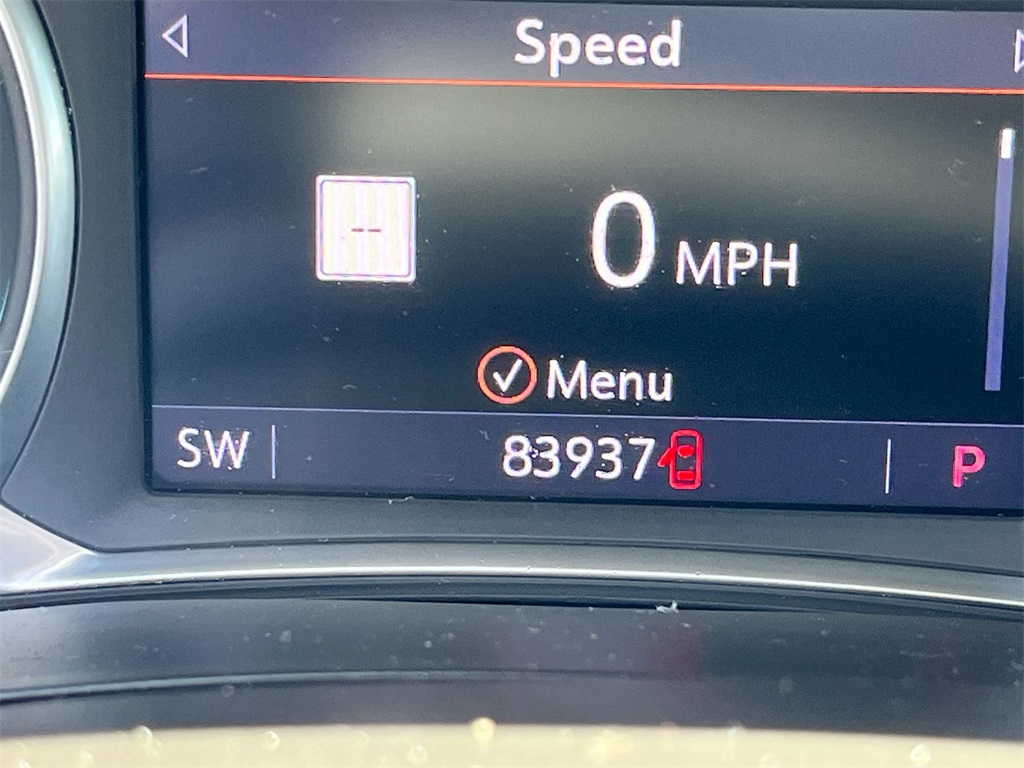 Speed
--
0 MPH
Menu
SW 83937 P